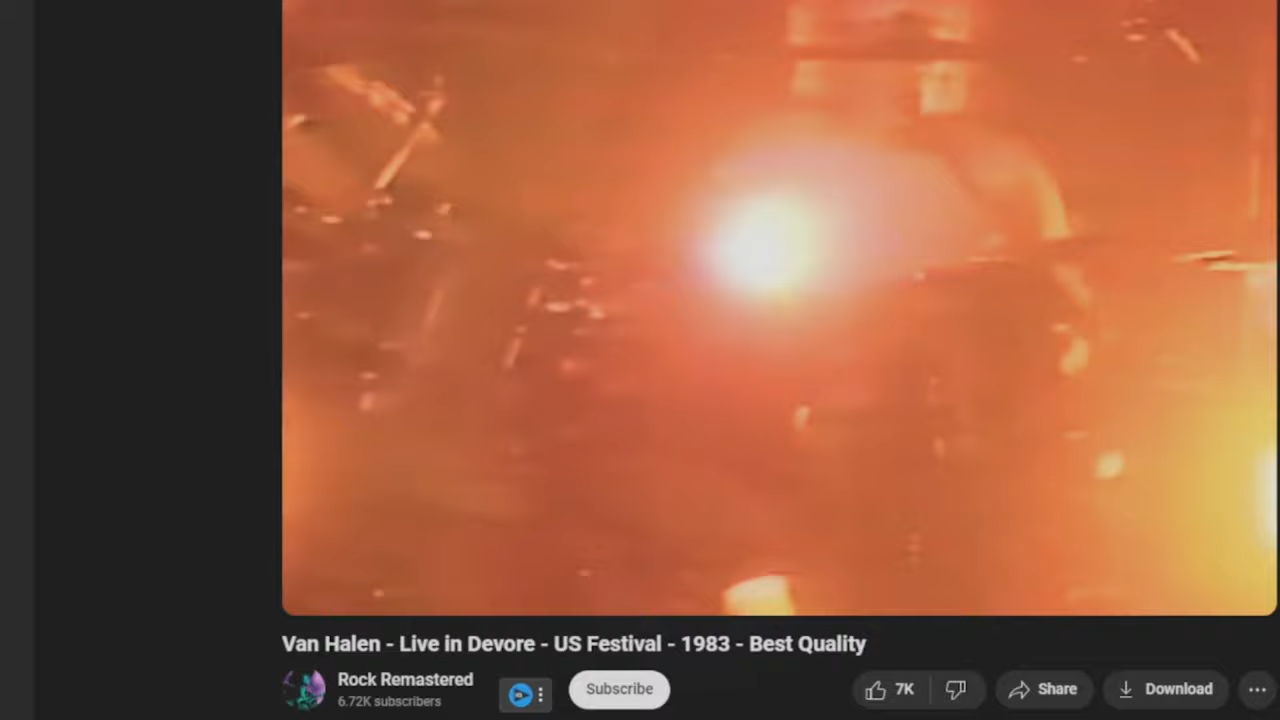 Van Halen - Live in Devore - US Festival - 1983 - Best Quality
Rock Remastered
6.72K subscribers
Subscribe
7K
Share
Download